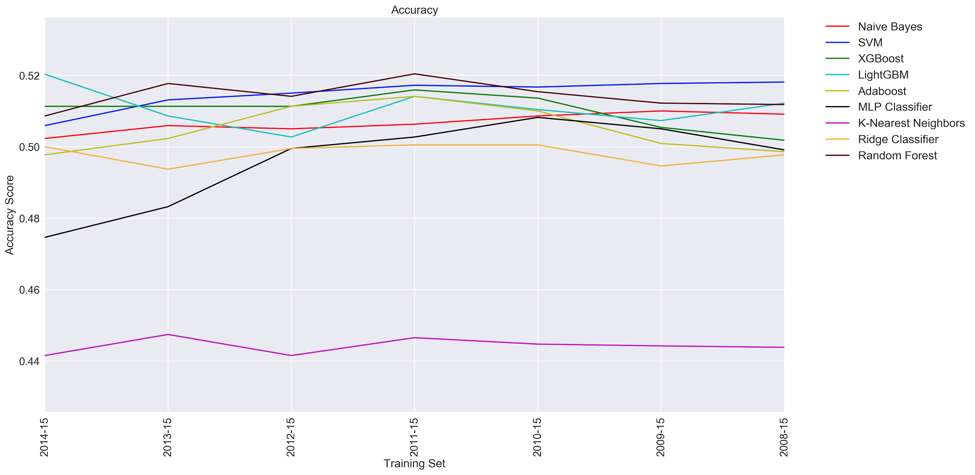 Accuracy
Naive Bayes
SVM
XGBoost
LightGBM
Adaboost
MLP Classifier
K-Nearest Neighbors
Ridge Classifier
Random Forest
Accuracy Score
0.52
0.50
0.48
0.46
0.44
2014-15
2013-15
2012-15
2011-15
2010-15
2009-15
2008-15
Training Set